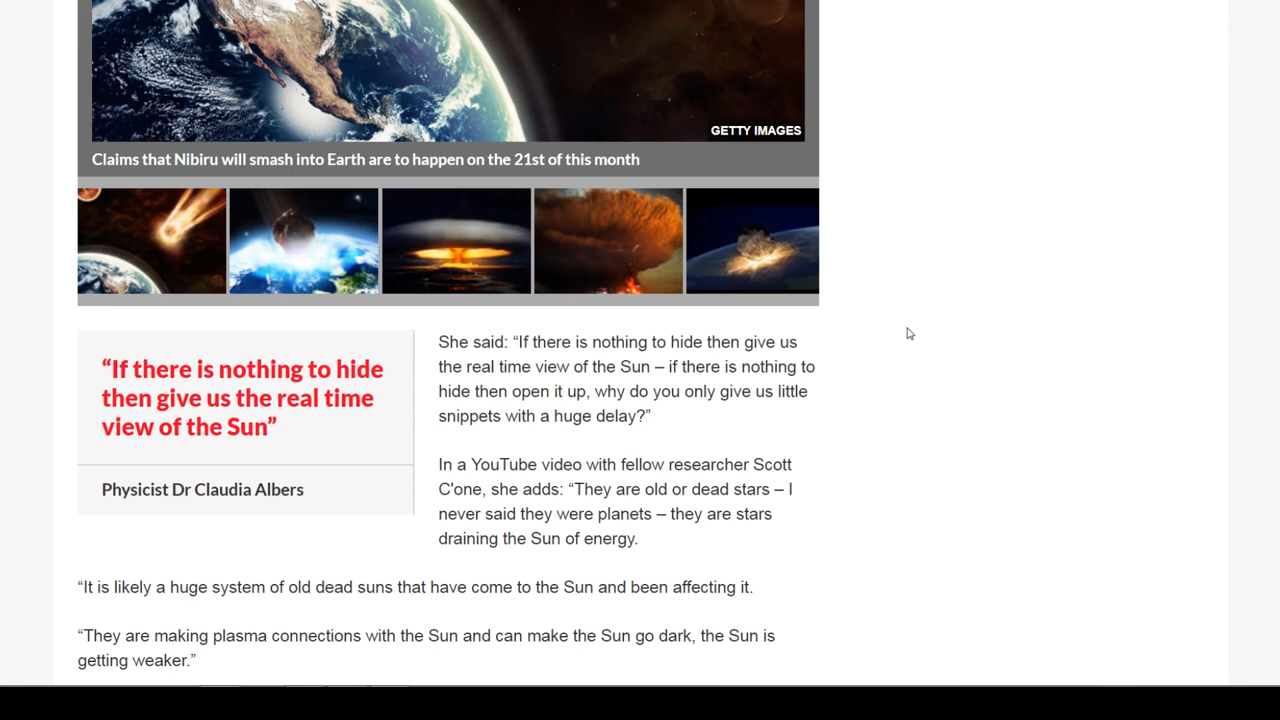 GETTY IMAGES
Claims that Nibiru will smash into Earth are to happen on the 21st of this month
“If there is nothing to hide
then give us the real time
view of the Sun”
Physicist Dr Claudia Albers
She said: “If there is nothing to hide then give us
the real time view of the Sun – if there is nothing to
hide then open it up, why do you only give us little
snippets with a huge delay?”
In a YouTube video with fellow researcher Scott
C'one, she adds: “They are old or dead stars – I
never said they were planets – they are stars
draining the Sun of energy.
“It is likely a huge system of old dead suns that have come to the Sun and been affecting it.
“They are making plasma connections with the Sun and can make the Sun go dark, the Sun is
getting weaker.”